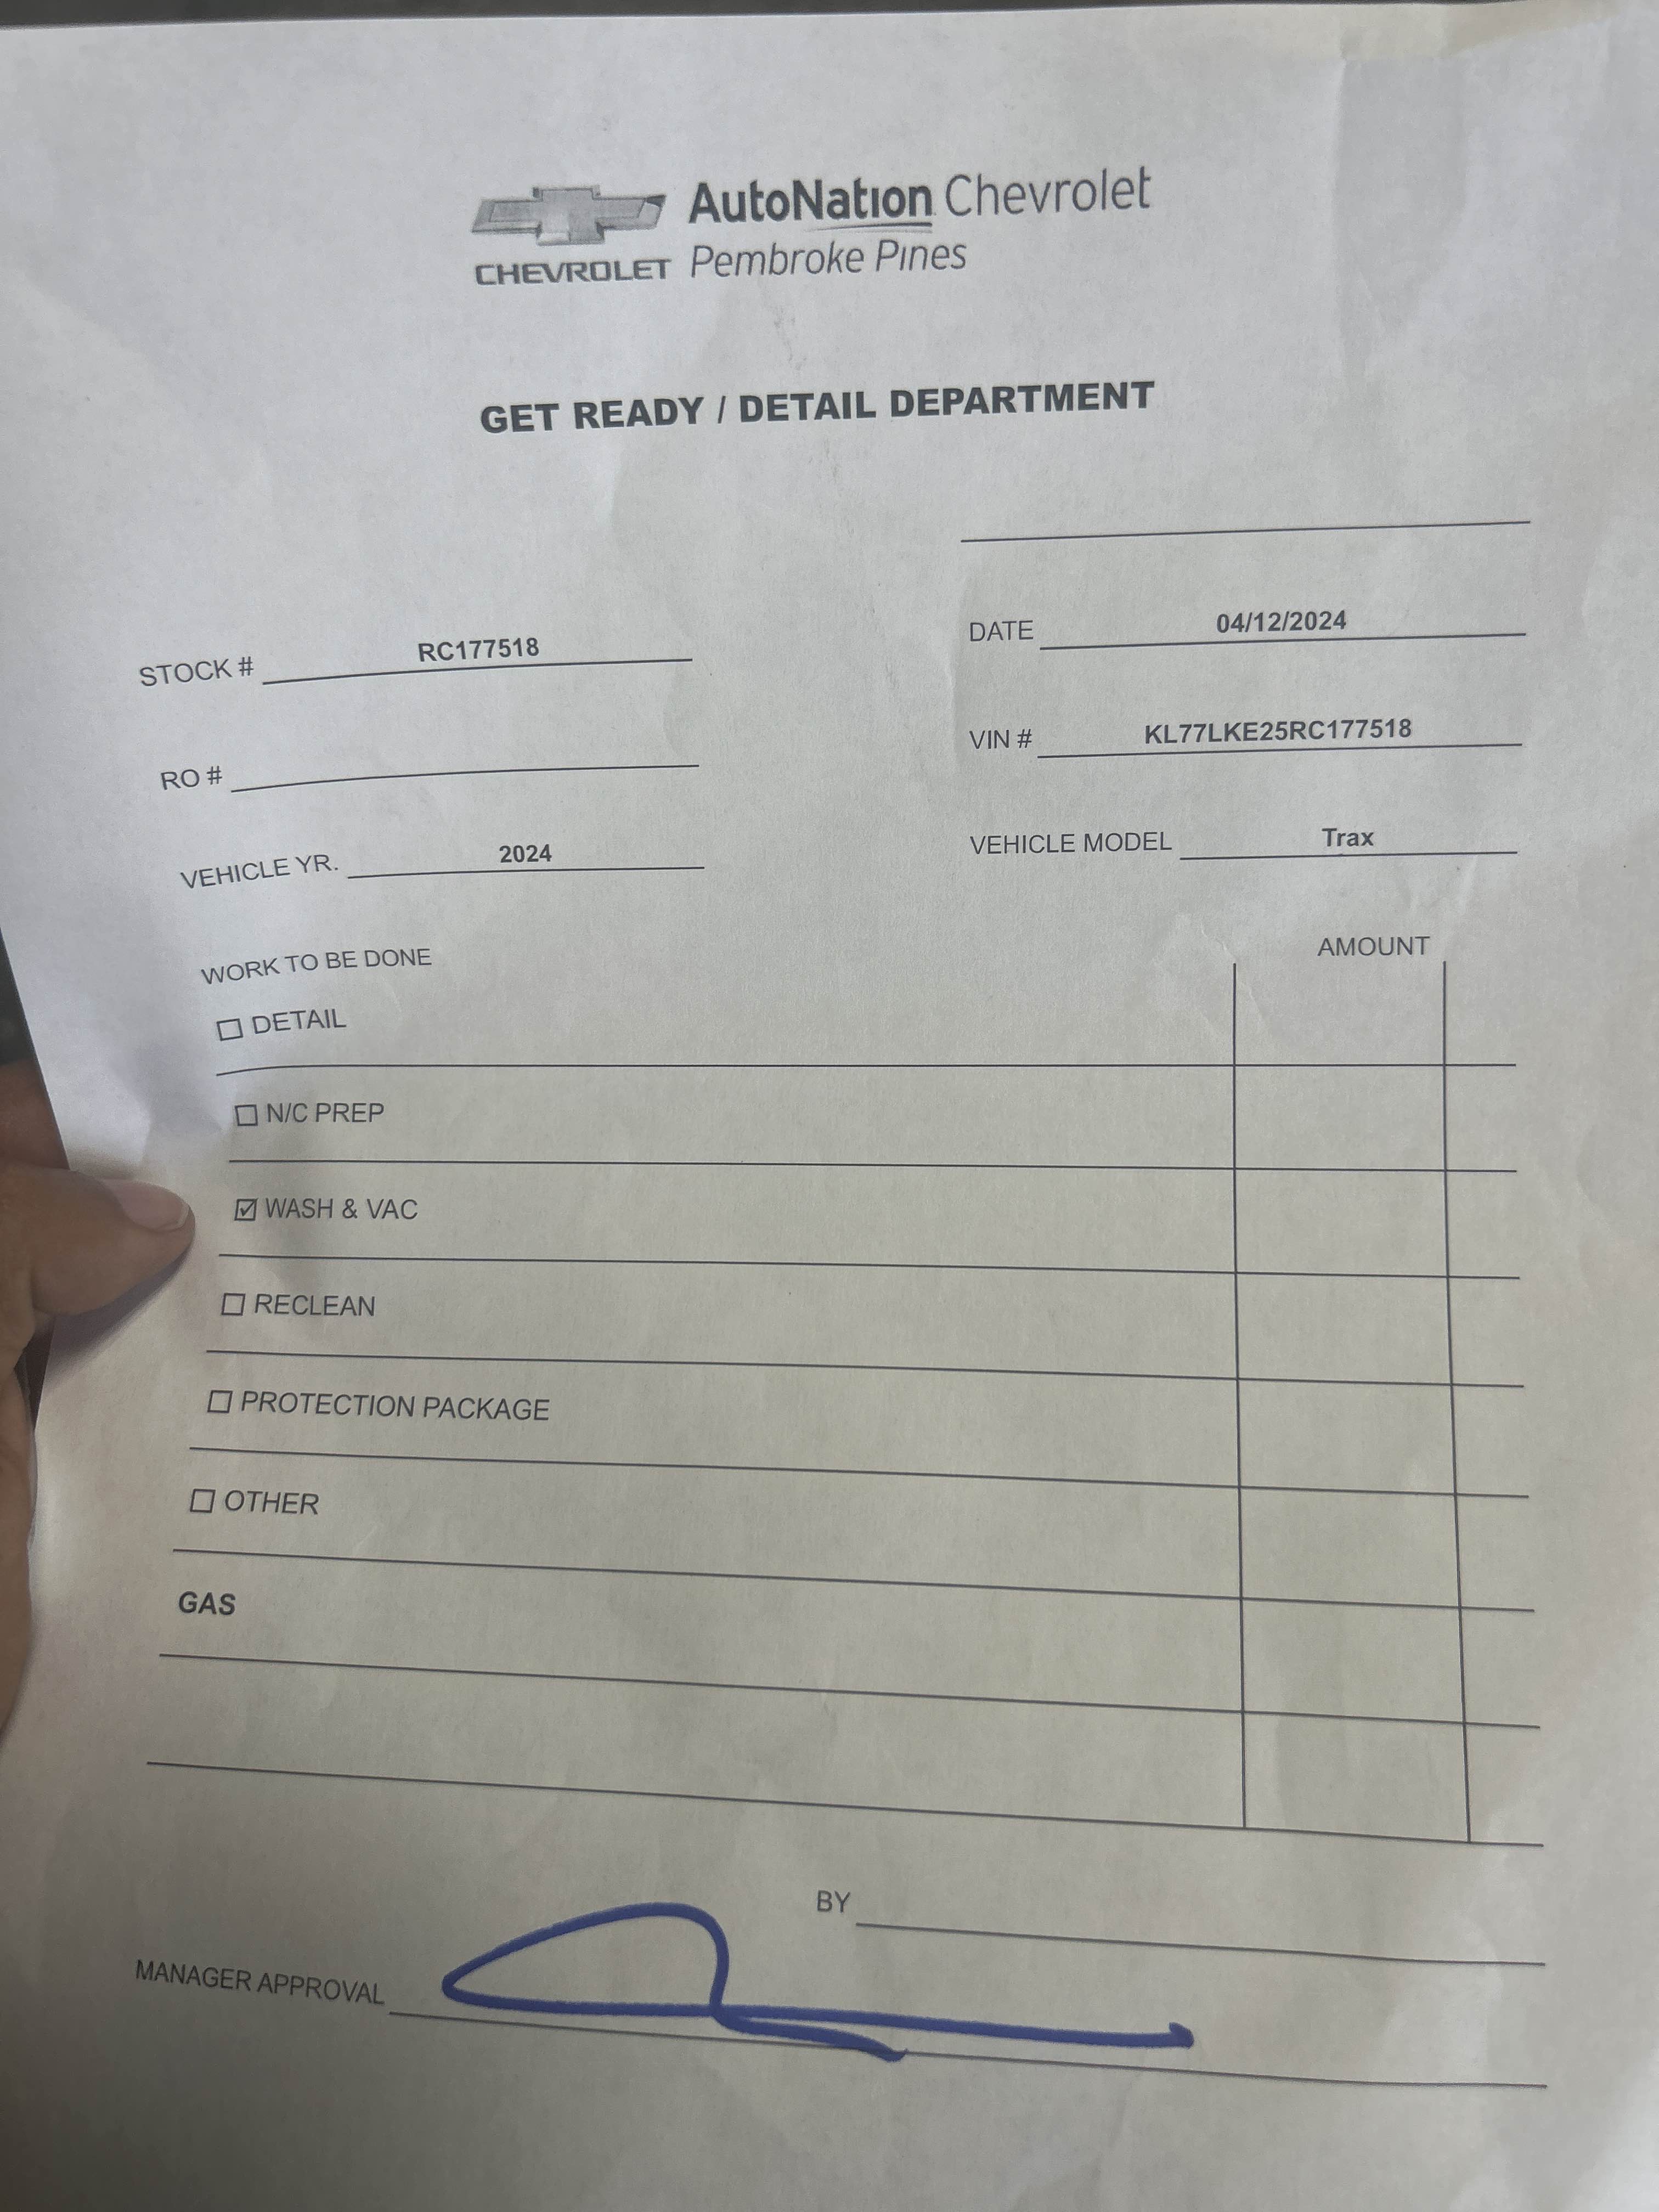 AutoNation Chevrolet
CHEVROLET Pembroke Pines
GET READY / DETAIL DEPARTMENT
STOCK # RC177518
DATE 04/12/2024
RO #
VIN # KL77LKE25RC177518
VEHICLE YR. 2024
VEHICLE MODEL Trax
WORK TO BE DONE
AMOUNT
☐ DETAIL
☐ N/C PREP
☑ WASH & VAC
☐ RECLEAN
☐ PROTECTION PACKAGE
☐ OTHER
GAS
BY
MANAGER APPROVAL